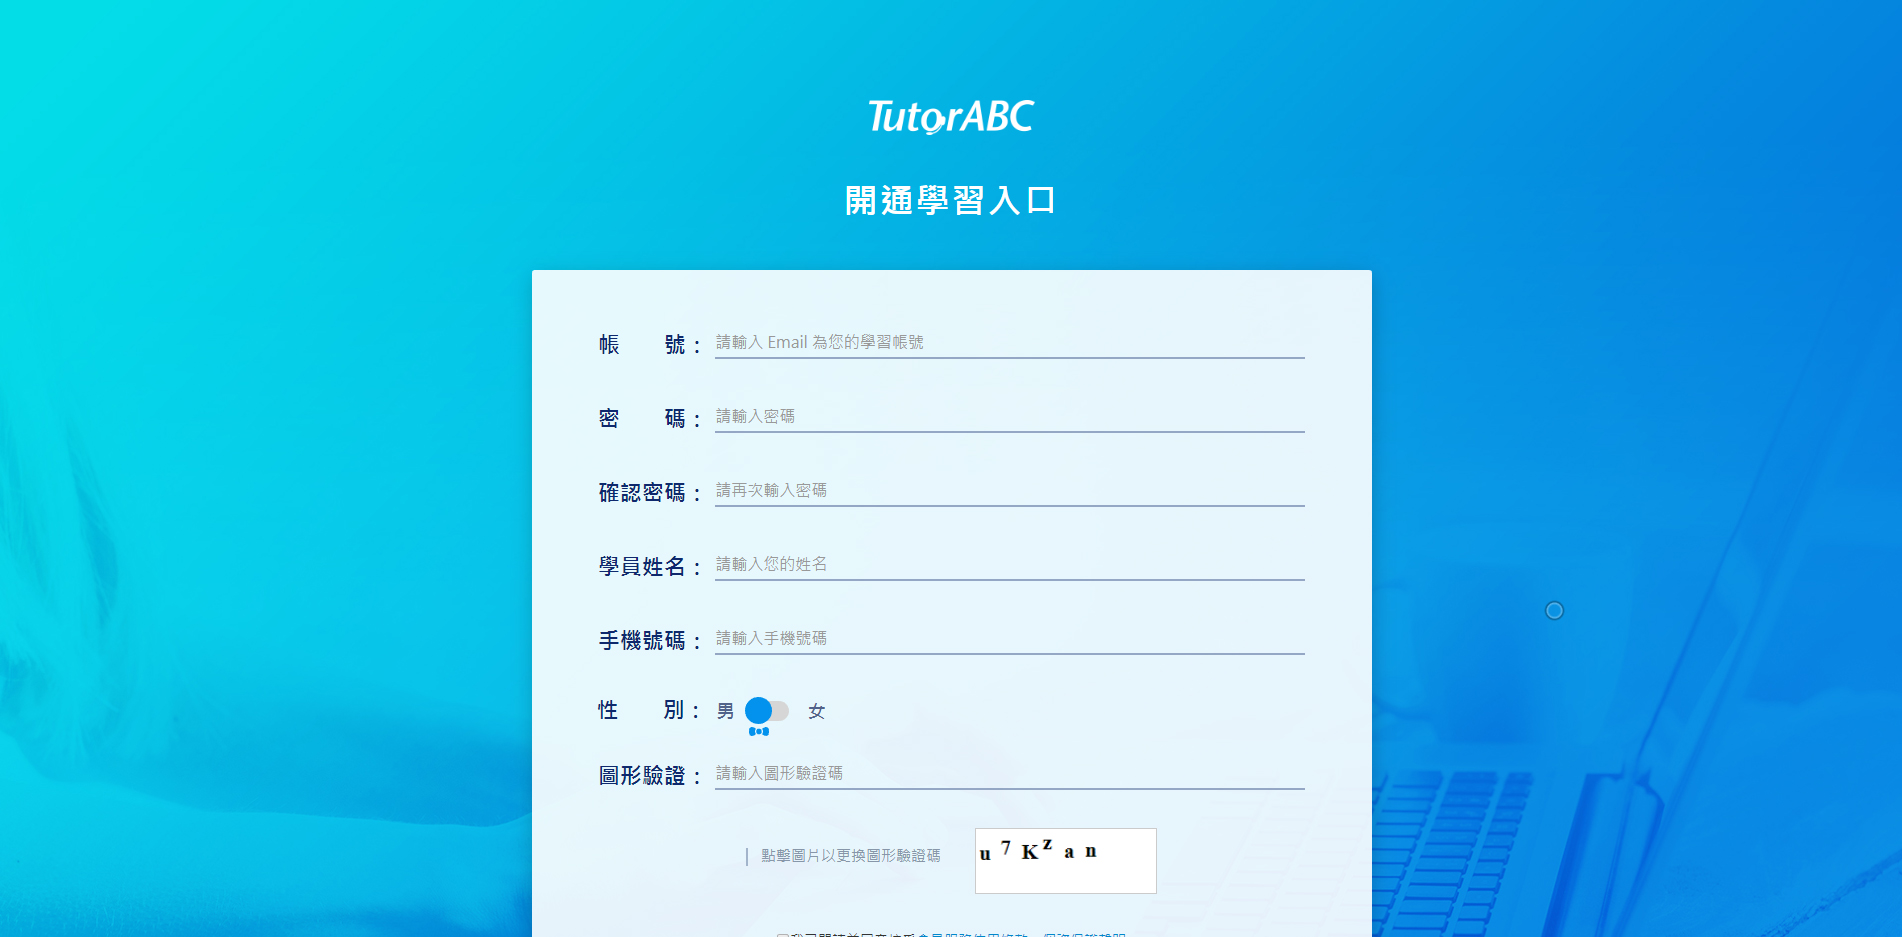 TutorABC
開通學習入口
帳 號： 請輸入 Email 為您的學習帳號
密 碼： 請輸入密碼
確認密碼： 請再次輸入密碼
學員姓名： 請輸入您的姓名
手機號碼： 請輸入手機號碼
性 別： 男 女
圖形驗證： 請輸入圖形驗證碼
點擊圖片以更換圖形驗證碼 u 7 K z a n